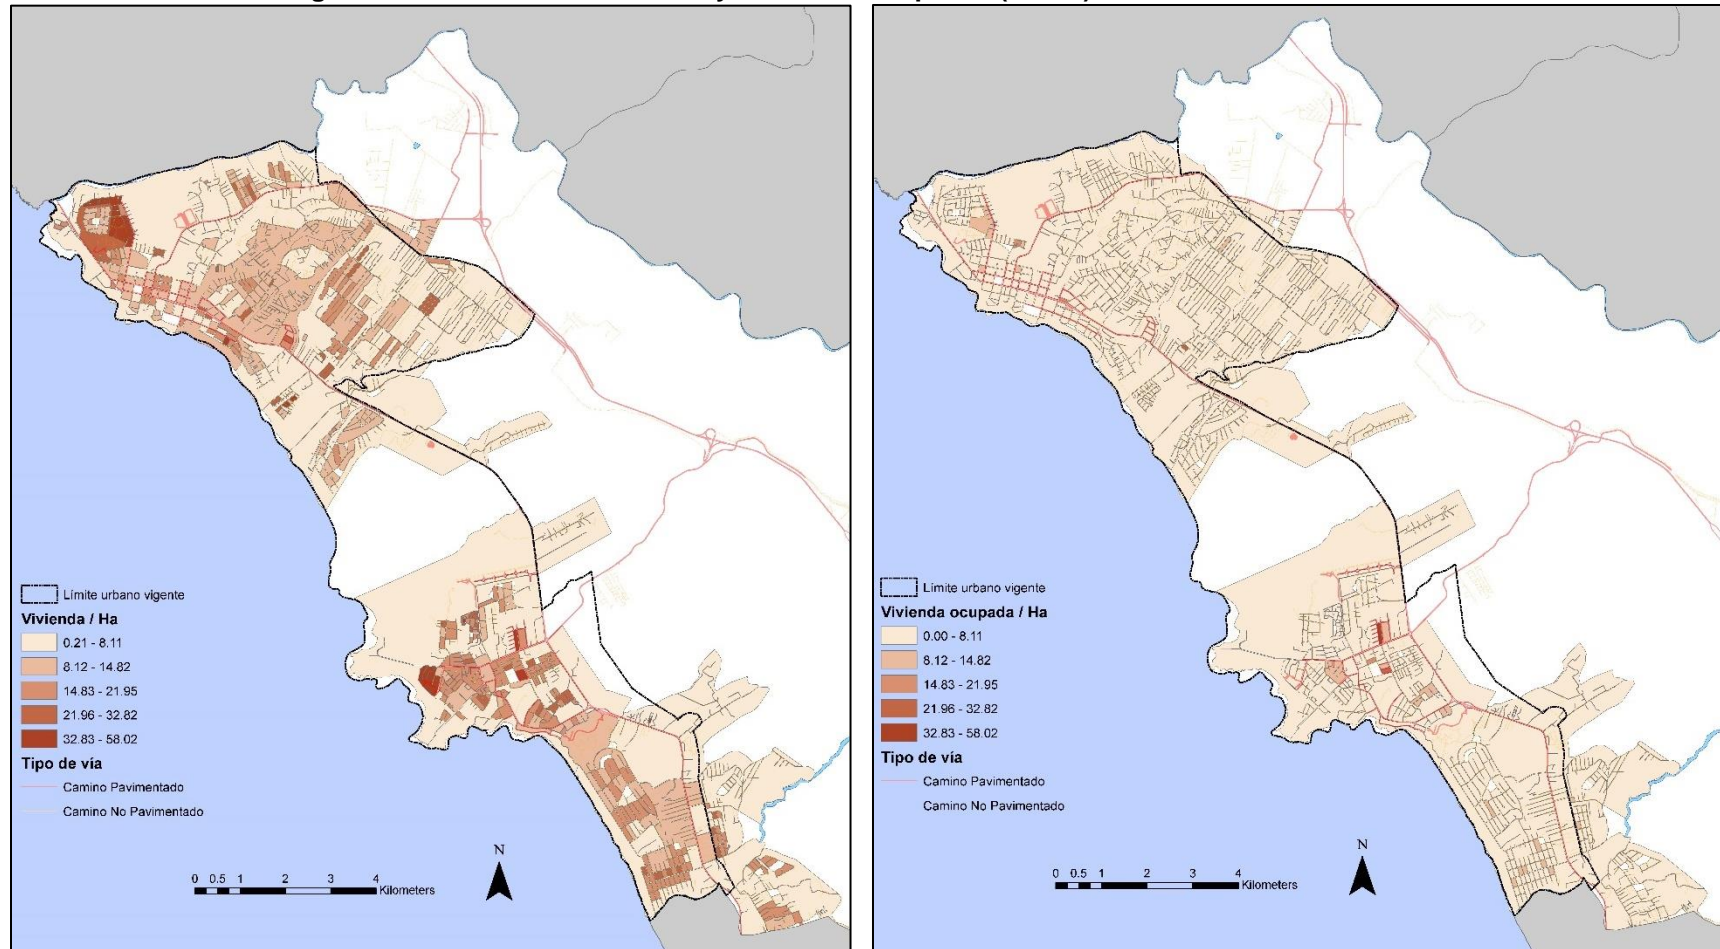 Límite urbano vigente
Vivienda / Ha
0.21 - 8.11
8.12 - 14.82
14.83 - 21.95
21.96 - 32.82
32.83 - 58.02
Tipo de vía
Camino Pavimentado
Camino No Pavimentado
N
0 0.5 1 2 3 4
Kilometers
Límite urbano vigente
Vivienda ocupada / Ha
0.00 - 8.11
8.12 - 14.82
14.83 - 21.95
21.96 - 32.82
32.83 - 58.02
Tipo de vía
Camino Pavimentado
Camino No Pavimentado
N
0 0.5 1 2 3 4
Kilometers